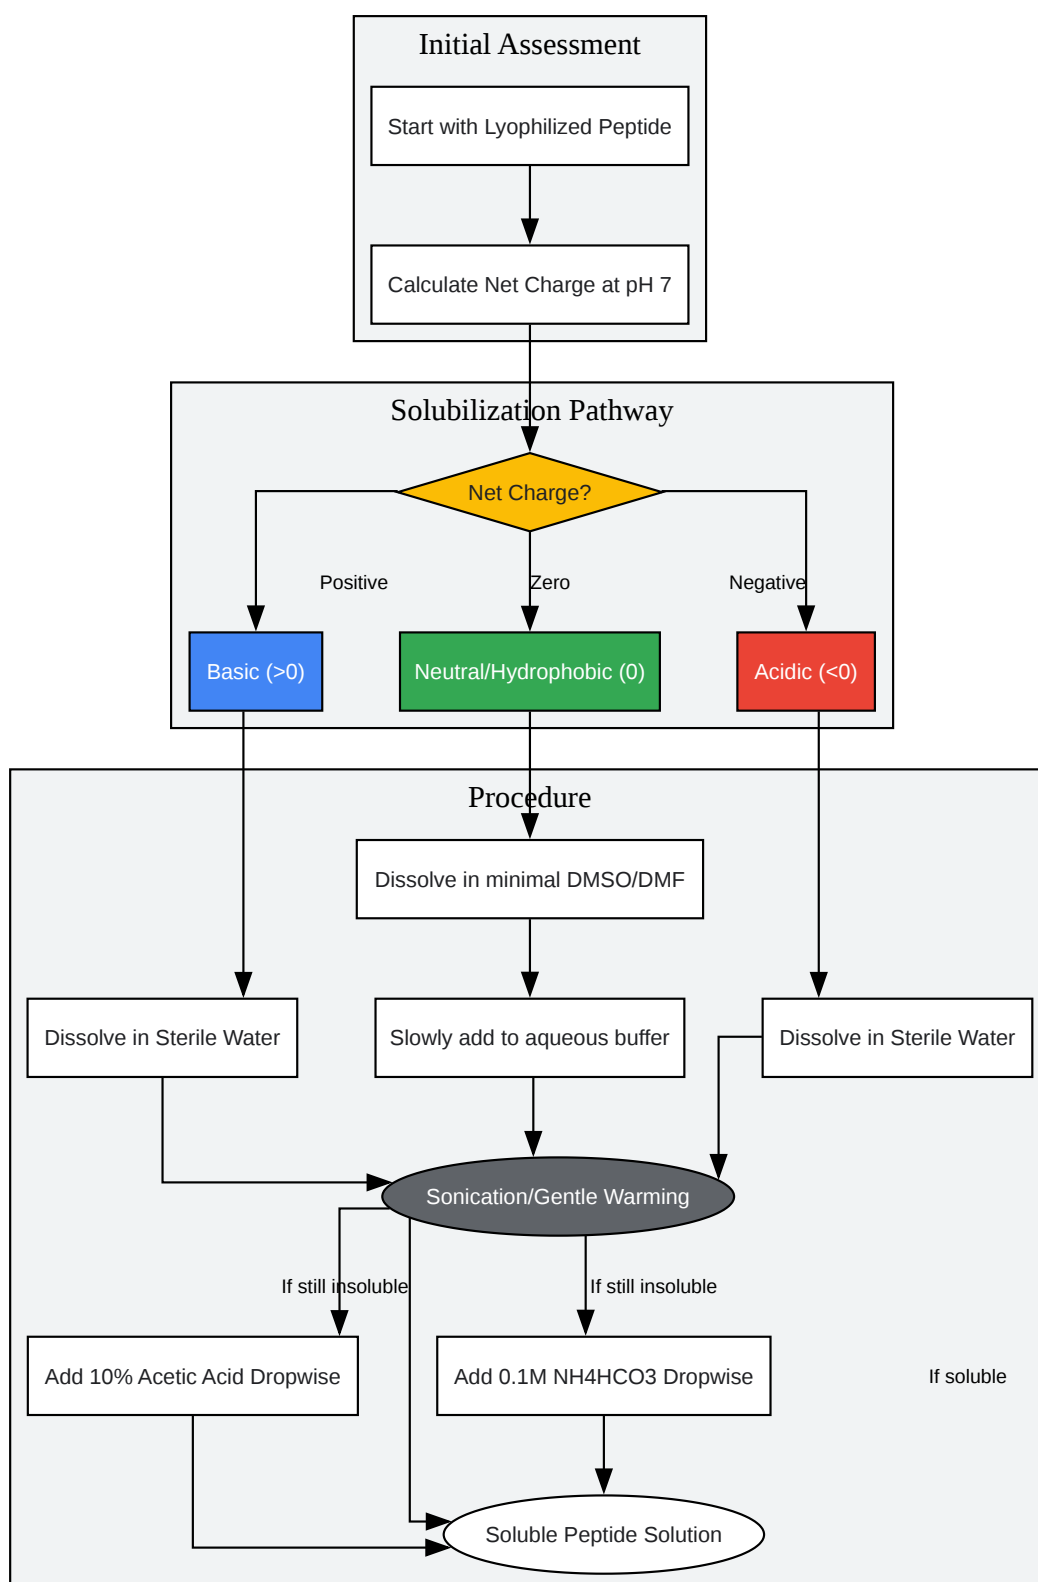 Initial Assessment
Start with Lyophilized Peptide
Calculate Net Charge at pH 7
Solubilization Pathway
Net Charge?
Positive
Zero
Negative
Basic (>0)
Neutral/Hydrophobic (0)
Acidic (<0)
Procedure
Dissolve in minimal DMSO/DMF
Dissolve in Sterile Water
Slowly add to aqueous buffer
Dissolve in Sterile Water
Sonication/Gentle Warming
If still insoluble
If still insoluble
Add 10% Acetic Acid Dropwise
Add 0.1M NH4HCO3 Dropwise
If soluble
Soluble Peptide Solution